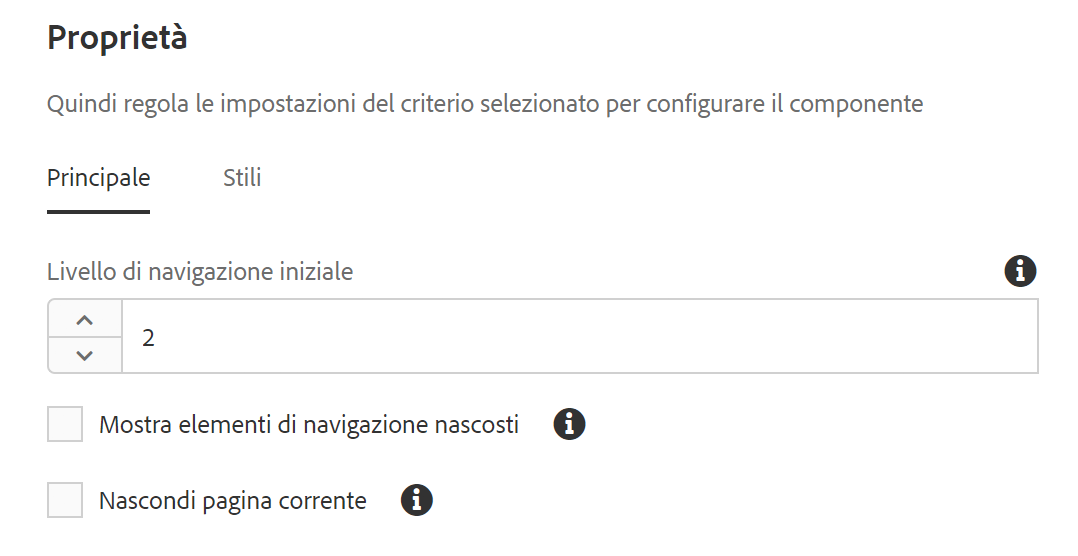 Proprietà
Quindi regola le impostazioni del criterio selezionato per configurare il componente
Principale Stili
Livello di navigazione iniziale
2
Mostra elementi di navigazione nascosti
Nascondi pagina corrente